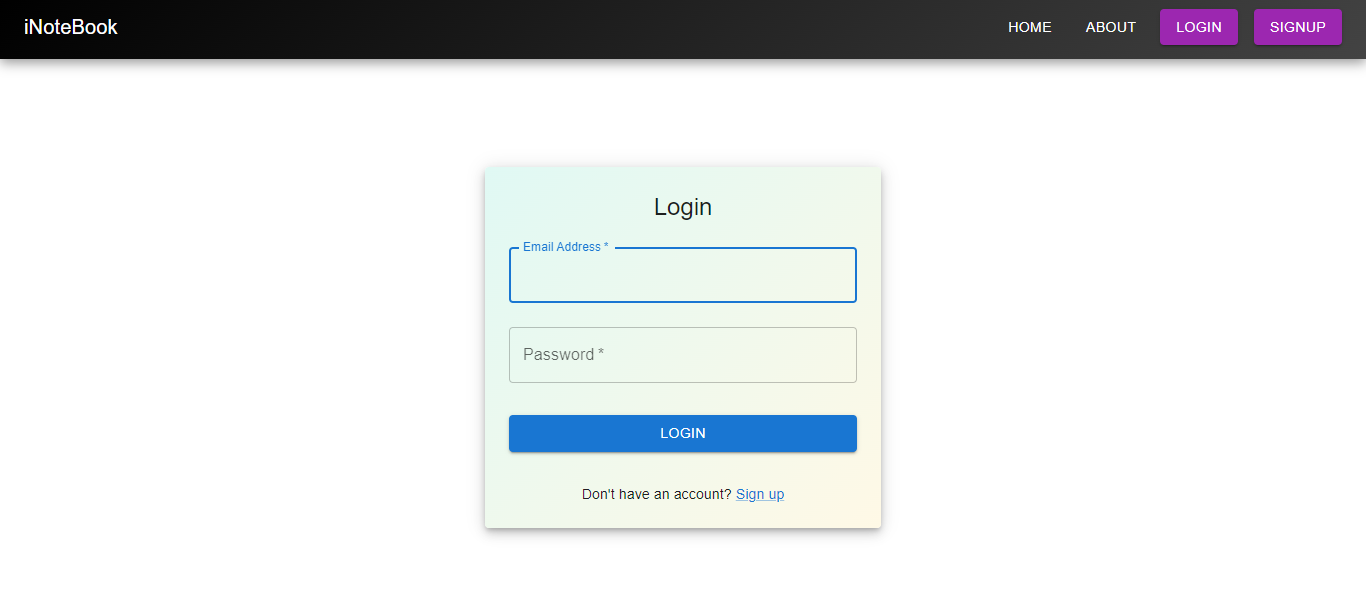 iNoteBook HOME ABOUT LOGIN SIGNUP
Login
Email Address *
Password *
LOGIN
Don't have an account? Sign up